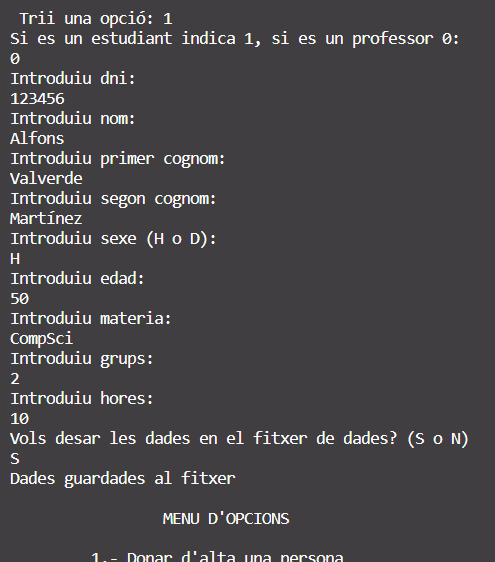 Trii una opció: 1
Si es un estudiant indica 1, si es un professor 0:
0
Introduiu dni:
123456
Introduiu nom:
Alfons
Introduiu primer cognom:
Valverde
Introduiu segon cognom:
Martínez
Introduiu sexe (H o D):
H
Introduiu edad:
50
Introduiu materia:
CompSci
Introduiu grups:
2
Introduiu hores:
10
Vols desar les dades en el fitxer de dades? (S o N)
S
Dades guardades al fitxer
MENU D'OPCIONS
1.- Donar d'alta una persona